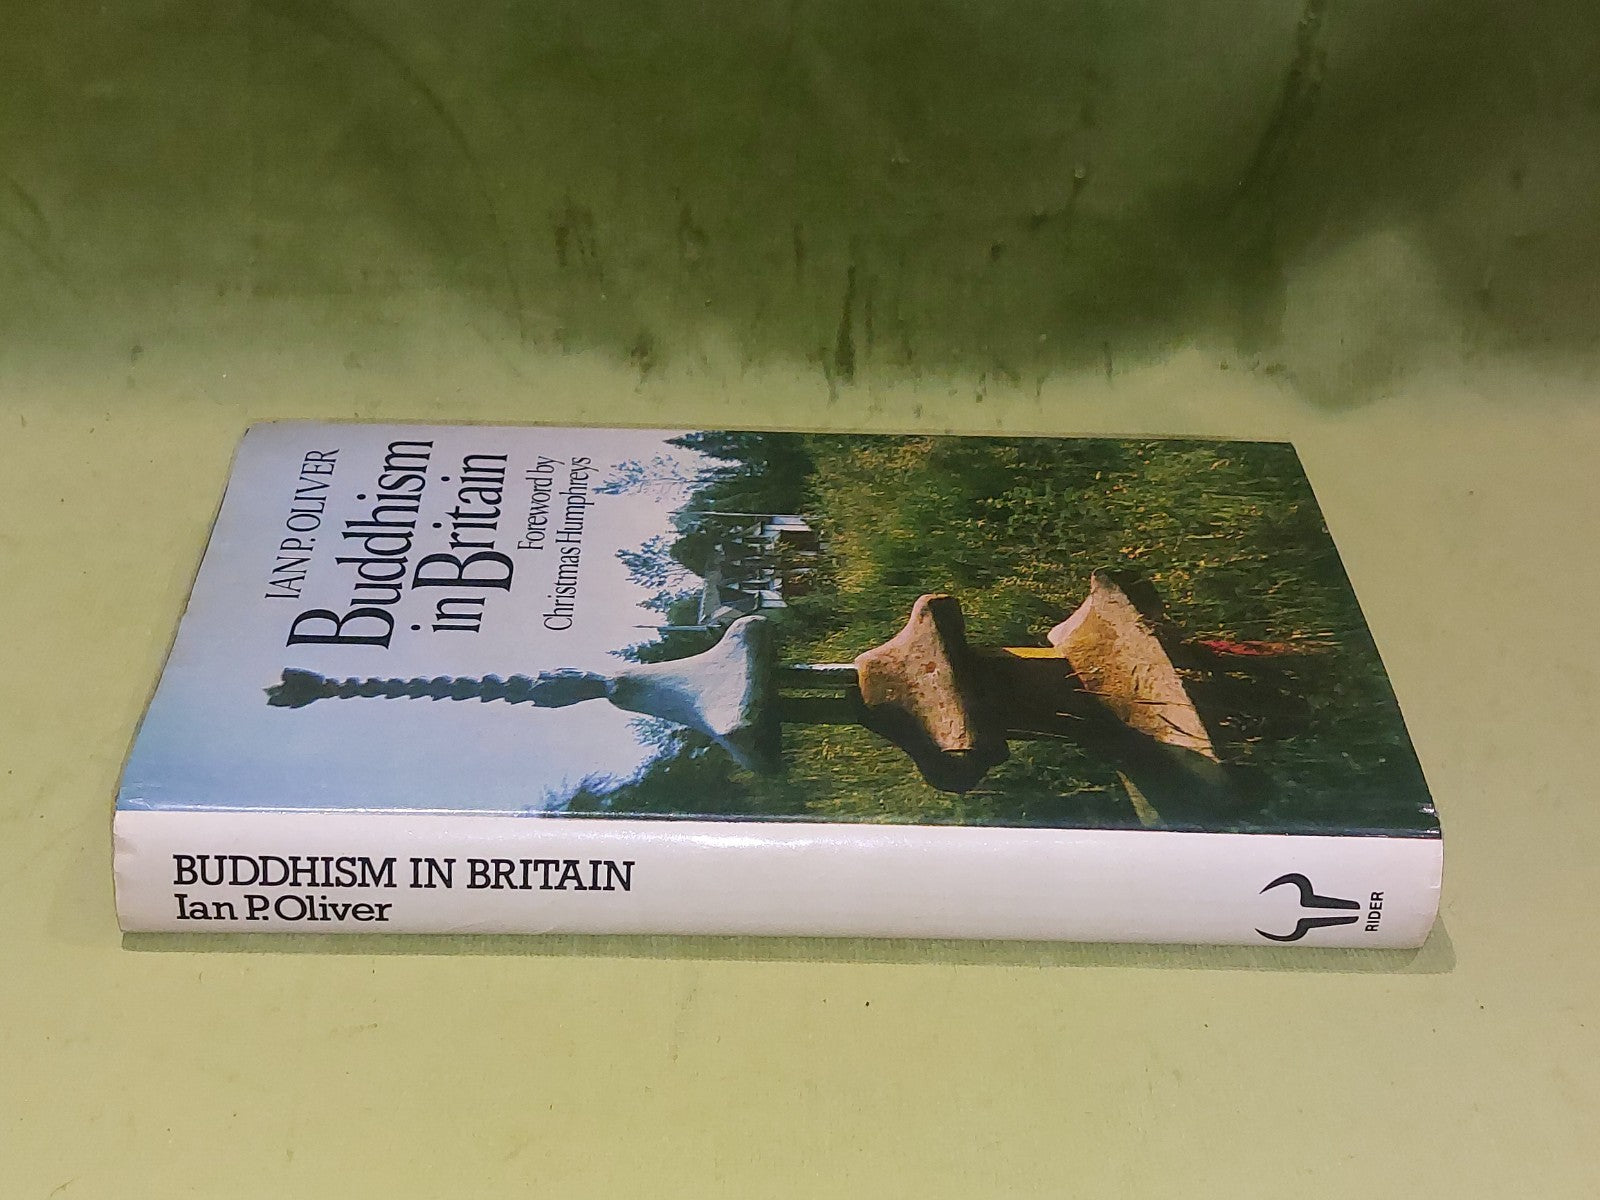 IAN P. OLIVER
Buddhism
in Britain
Foreword by
Christmas Humphreys
BUDDHISM IN BRITAIN
Ian P. Oliver
RIDER